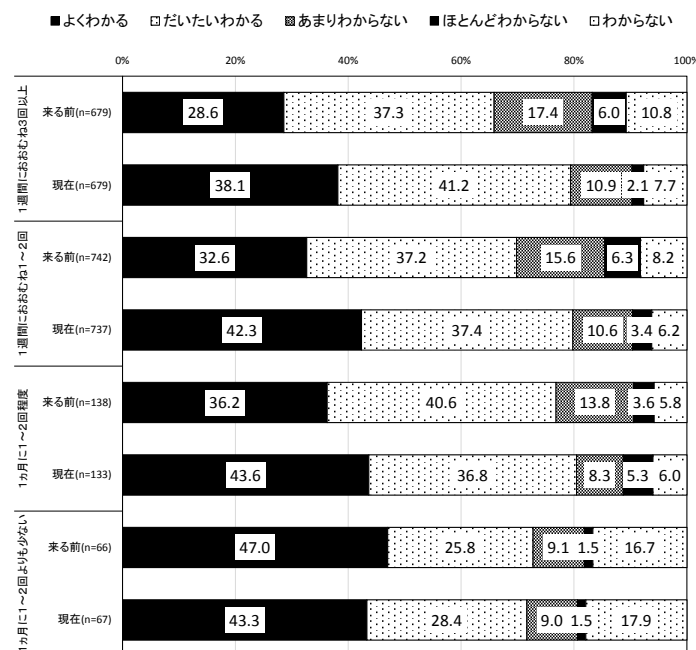 ■よくわかる □だいたいわかる ■あまりわからない ■ほとんどわからない □わからない
0% 20% 40% 60% 80% 100%
1週間におおむね3回以上
来る前(n=679) 28.6 37.3 17.4 6.0 10.8
現在(n=679) 38.1 41.2 10.9 2.1 7.7
1週間におおむね1~2回
来る前(n=742) 32.6 37.2 15.6 6.3 8.2
現在(n=737) 42.3 37.4 10.6 3.4 6.2
1ヵ月に1~2回程度
来る前(n=138) 36.2 40.6 13.8 3.6 5.8
現在(n=133) 43.6 36.8 8.3 5.3 6.0
1ヵ月に1~2回よりも少ない
来る前(n=66) 47.0 25.8 9.1 1.5 16.7
現在(n=67) 43.3 28.4 9.0 1.5 17.9